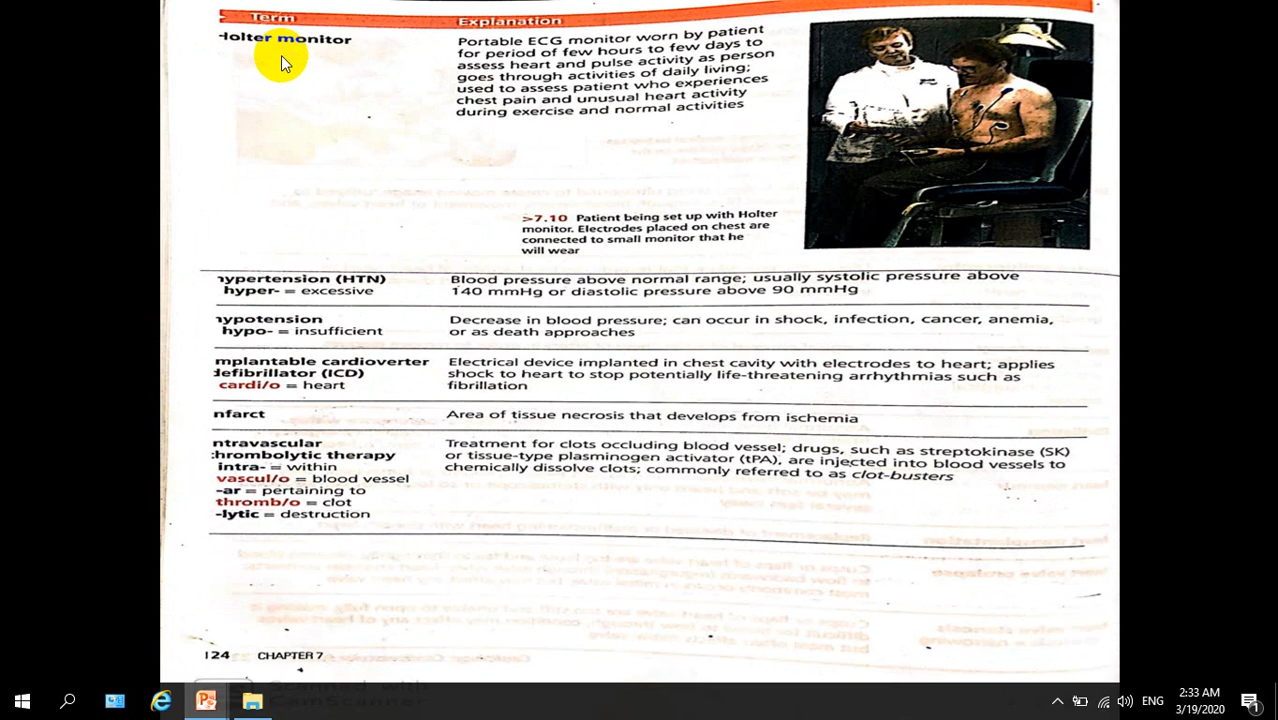 Term
Explanation
Holter monitor
Portable ECG monitor worn by patient
for period of few hours to few days to
assess heart and pulse activity as person
goes through activities of daily living;
used to assess patient who experiences
chest pain and unusual heart activity
during exercise and normal activities
>7.10 Patient being set up with Holter
monitor. Electrodes placed on chest are
connected to small monitor that he
will wear
hypertension (HTN)
hyper- = excessive
Blood pressure above normal range; usually systolic pressure above
140 mmHg or diastolic pressure above 90 mmHg
hypotension
hypo- = insufficient
Decrease in blood pressure; can occur in shock, infection, cancer, anemia,
or as death approaches
mplantable cardioverter
defibrillator (ICD)
cardi/o = heart
Electrical device implanted in chest cavity with electrodes to heart; applies
shock to heart to stop potentially life-threatening arrhythmias such as
fibrillation
nfarct
Area of tissue necrosis that develops from ischemia
ntravascular
thrombolytic therapy
intra- = within
vascul/o = blood vessel
-ar = pertaining to
thromb/o = clot
-lytic = destruction
Treatment for clots occluding blood vessel; drugs, such as streptokinase (SK)
or tissue-type plasminogen activator (tPA), are injected into blood vessels to
chemically dissolve clots; commonly referred to as clot-busters
124 CHAPTER 7
Scanned with
CamScanner
ENG
2:33 AM
3/19/2020
1